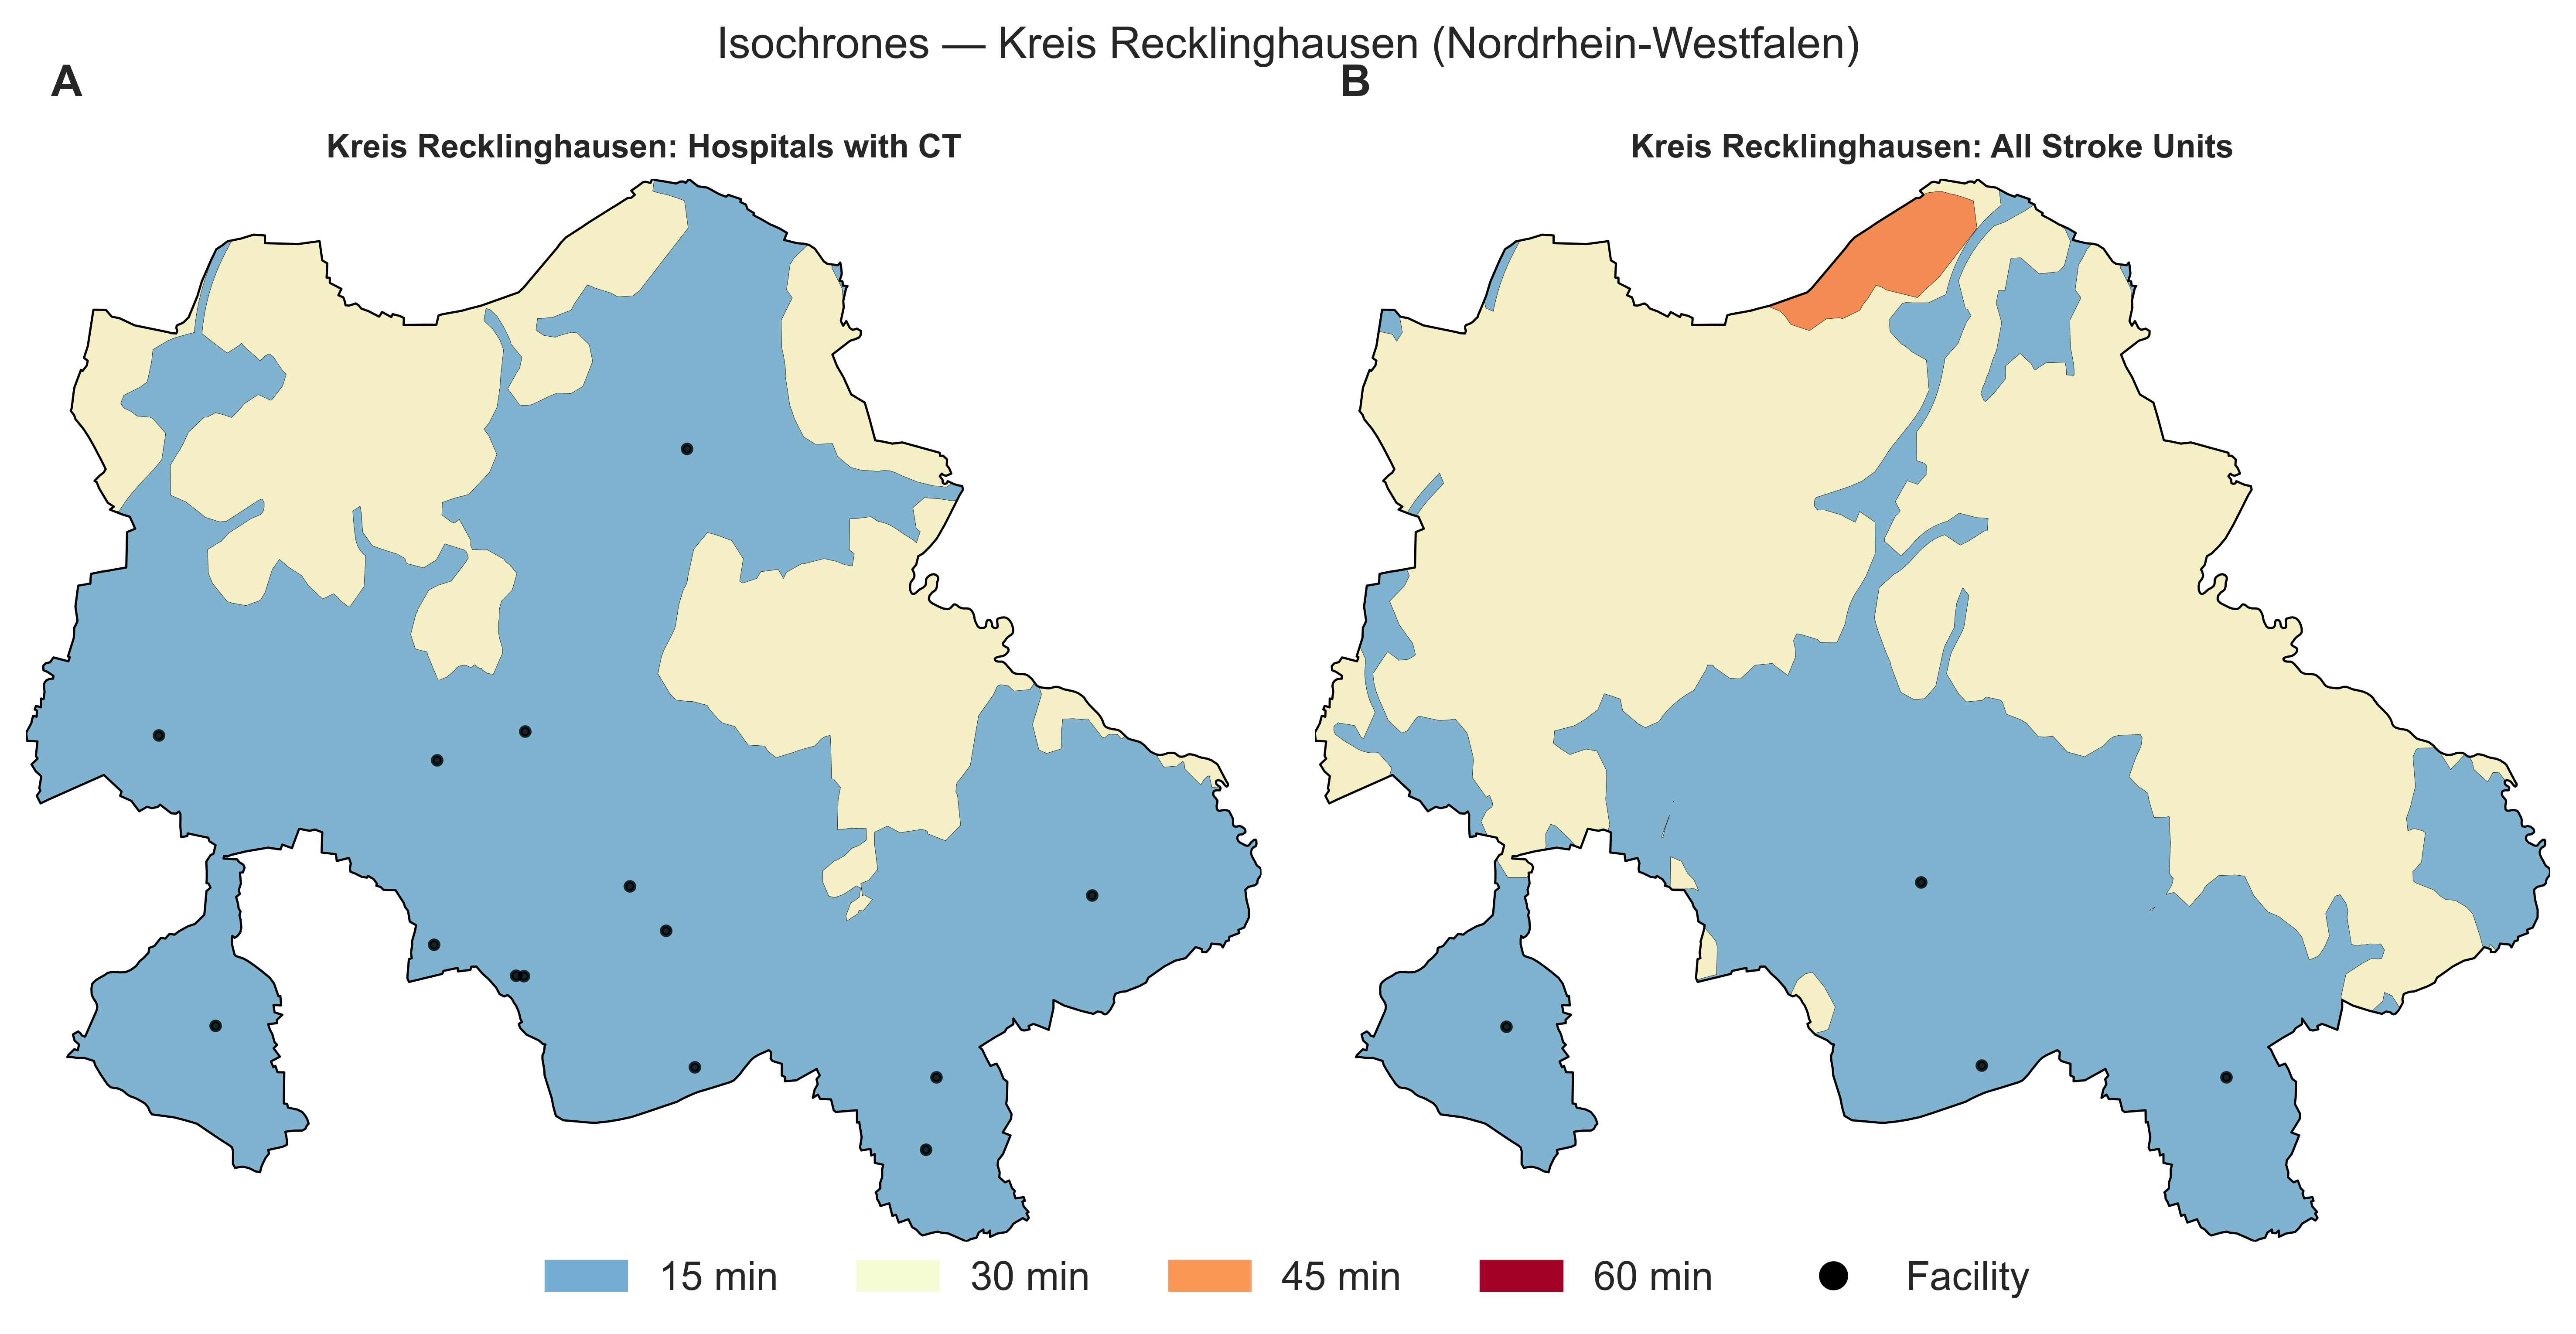 Isochrones — Kreis Recklinghausen (Nordrhein-Westfalen)
A
B
Kreis Recklinghausen: Hospitals with CT
Kreis Recklinghausen: All Stroke Units
15 min
30 min
45 min
60 min
Facility